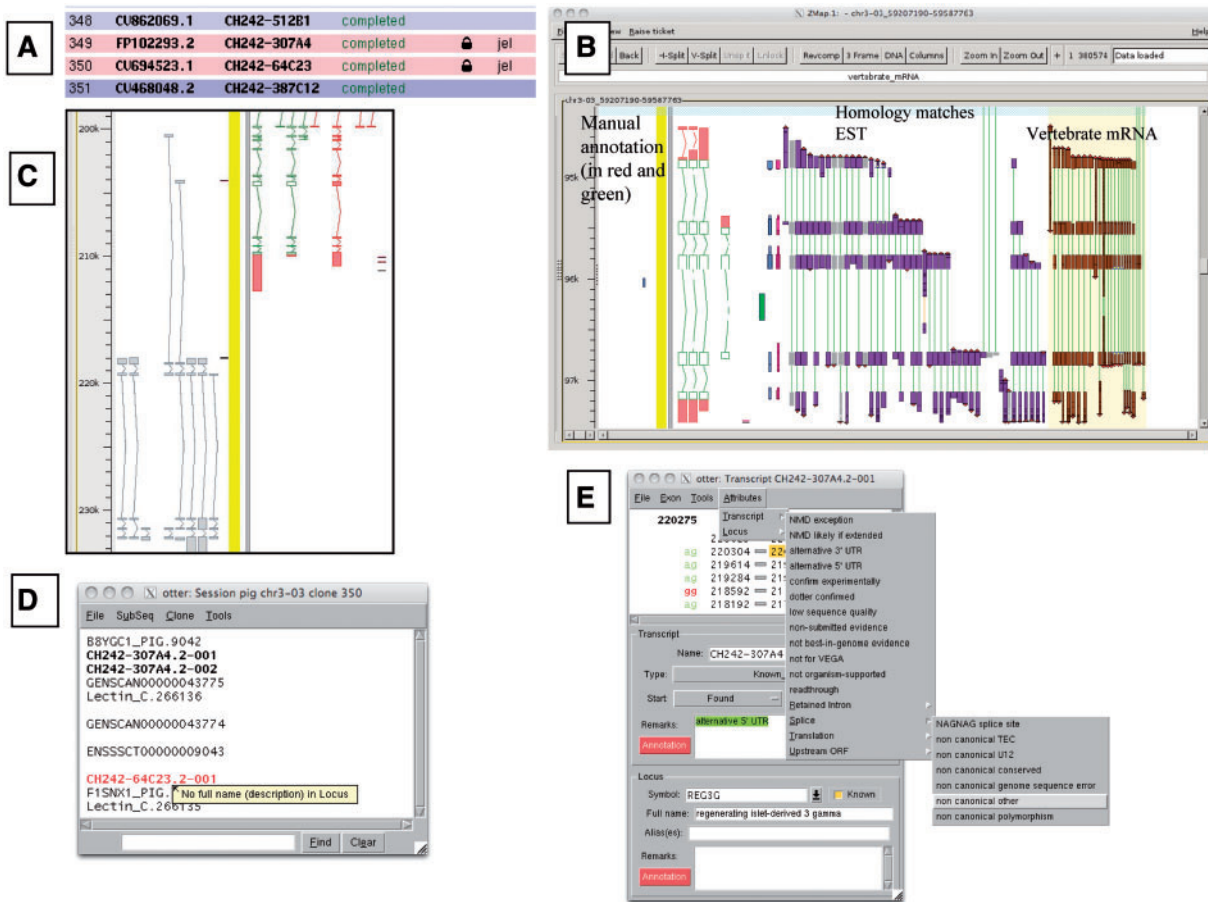 A
348 CU862069.1 CH242-512B1 completed
349 FP102293.2 CH242-307A4 completed jel
350 CU694523.1 CH242-64C23 completed jel
351 CU468048.2 CH242-387C12 completed
B
ZMap 1: - chr3-03_59207190-59587763
Help
Back H-Split V-Split Unlock Revcomp 3 Frame DNA Columns Zoom In Zoom Out + 1 380574 Data loaded
vertebrate_mRNA
chr3-03_59207190-59587763
Manual
annotation
(in red and
green)
Homology matches
EST
Vertebrate mRNA
95k
96k
97k
C
200k
210k
220k
230k
D
otter: Session pig chr3-03 clone 350
File SubSeq Clone Tools
B8YGC1_PIG.9042
CH242-307A4.2-001
CH242-307A4.2-002
GENSCAN00000043775
Lectin_C.266136
GENSCAN00000043774
ENSSSCT00000009043
CH242-64C23.2-001
F1SNX1_PIG.
No full name (description) in Locus
Lectin_C.266135
Find Clear
E
otter: Transcript CH242-307A4.2-001
File Exon Tools Attributes
220275
Transcript
Locus
ag 220304
ag 219614
ag 219284
gg 218592
ag 218192
NMD exception
NMD likely if extended
alternative 3' UTR
alternative 5' UTR
confirm experimentally
dotter confirmed
low sequence quality
non-submitted evidence
not best-in-genome evidence
not for VEGA
not organism-supported
readthrough
Retained Intron
Splice
Translation
Upstream ORF
NAGNAG splice site
non canonical TEC
non canonical U12
non canonical conserved
non canonical genome sequence error
non canonical other
non canonical polymorphism
Transcript
Name: CH242-307A4
Type: Known_
Start Found
Remarks: alternative 5' UTR
Annotation
Locus
Symbol: REG3G Known
Full name: regenerating islet-derived 3 gamma
Alias(es):
Remarks:
Annotation